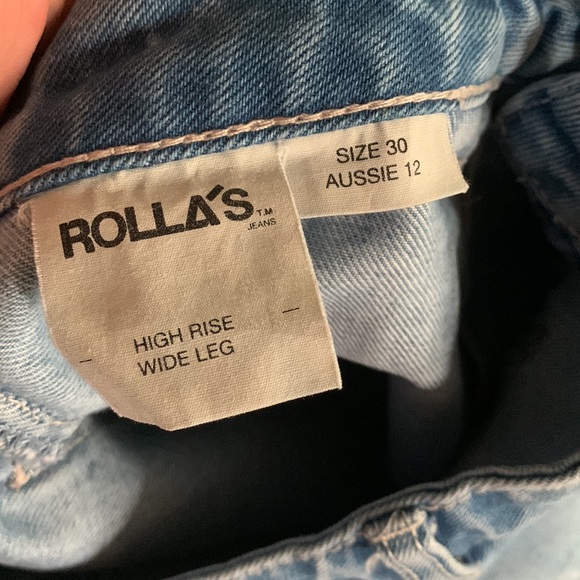 ROLLA'S T.M
JEANS
HIGH RISE
WIDE LEG
SIZE 30
AUSSIE 12